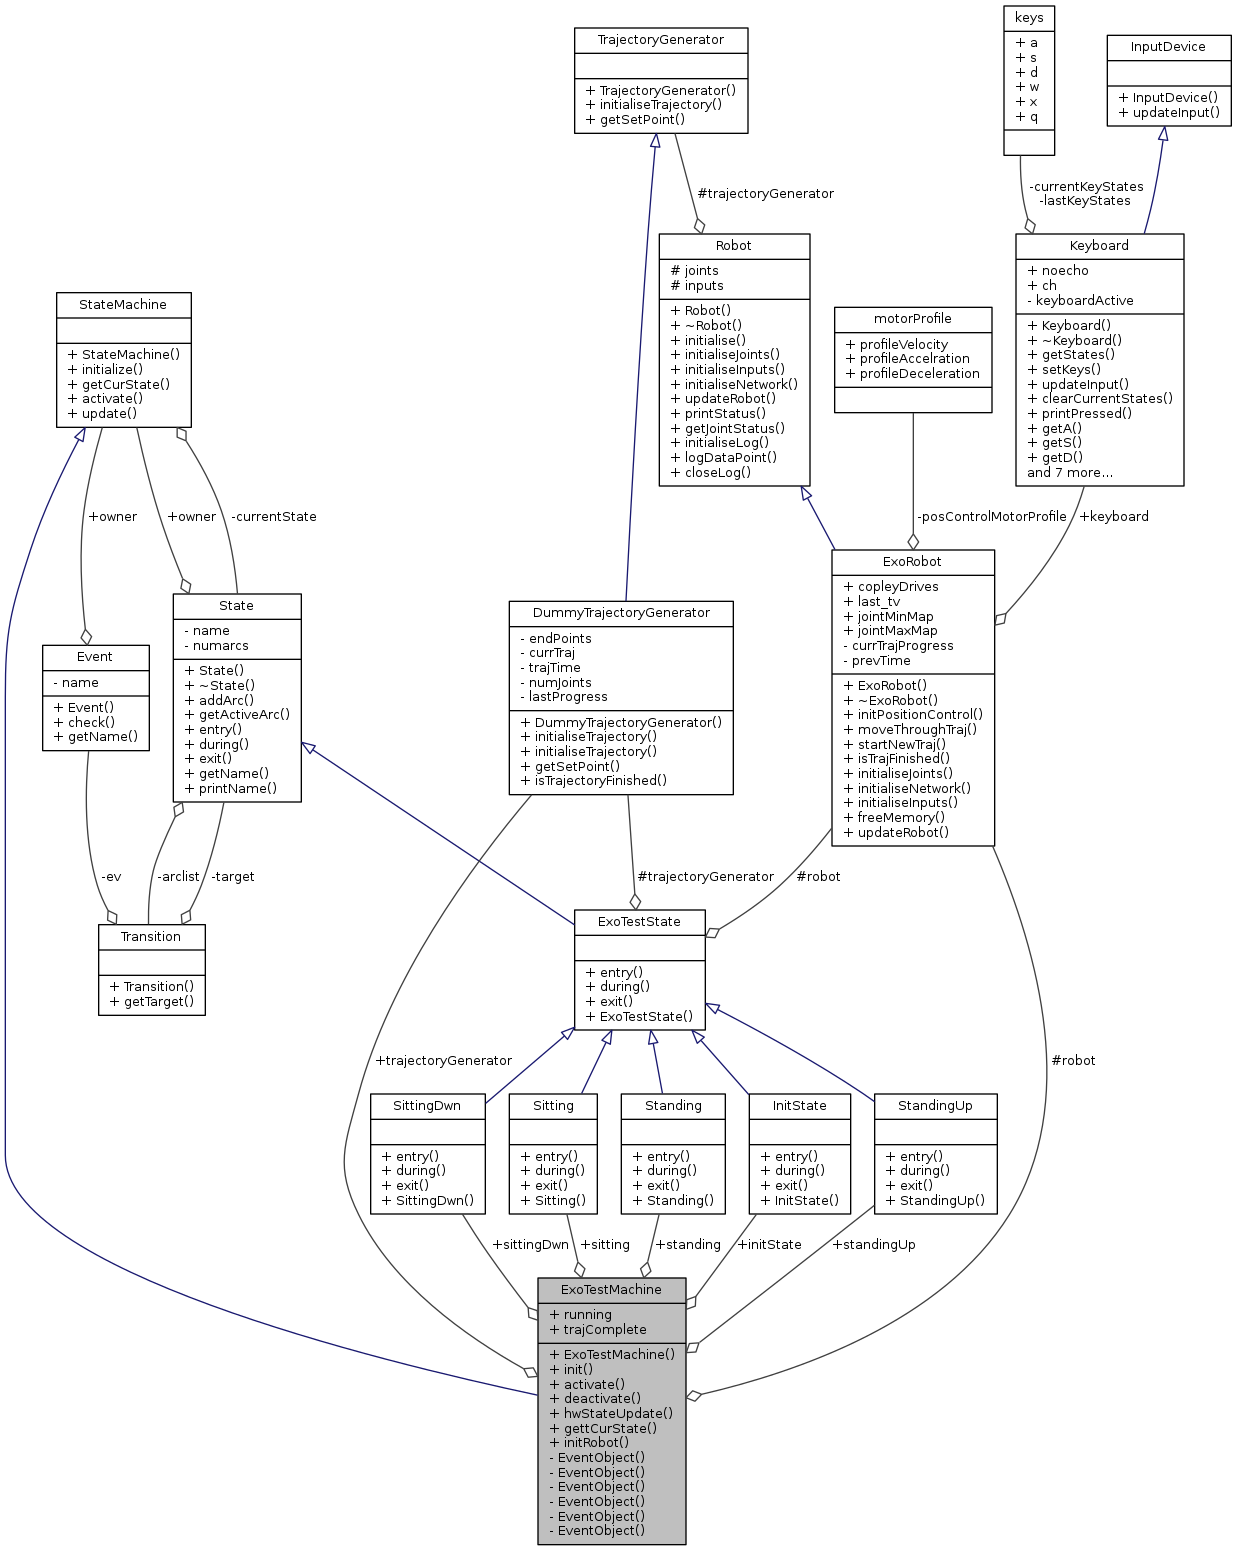 TrajectoryGenerator
+ TrajectoryGenerator()
+ initialiseTrajectory()
+ getSetPoint()
keys
+ a
+ s
+ d
+ w
+ x
+ q
InputDevice
+ InputDevice()
+ updateInput()
#trajectoryGenerator
-currentKeyStates
-lastKeyStates
Robot
# joints
# inputs
+ Robot()
+ ~Robot()
+ initialise()
+ initialiseJoints()
+ initialiseInputs()
+ initialiseNetwork()
+ updateRobot()
+ printStatus()
+ getJointStatus()
+ initialiseLog()
+ logDataPoint()
+ closeLog()
Keyboard
+ noecho
+ ch
- keyboardActive
+ Keyboard()
+ ~Keyboard()
+ getStates()
+ setKeys()
+ updateInput()
+ clearCurrentStates()
+ printPressed()
+ getA()
+ getS()
+ getD()
and 7 more...
StateMachine
+ StateMachine()
+ initialize()
+ getCurState()
+ activate()
+ update()
motorProfile
+ profileVelocity
+ profileAccelration
+ profileDeceleration
+owner
+owner
-currentState
-posControlMotorProfile
+keyboard
ExoRobot
+ copleyDrives
+ last_tv
+ jointMinMap
+ jointMaxMap
- currTrajProgress
- prevTime
+ ExoRobot()
+ ~ExoRobot()
+ initPositionControl()
+ moveThroughTraj()
+ startNewTraj()
+ isTrajFinished()
+ initialiseJoints()
+ initialiseNetwork()
+ initialiseInputs()
+ freeMemory()
+ updateRobot()
State
- name
- numarcs
+ State()
+ ~State()
+ addArc()
+ getActiveArc()
+ entry()
+ during()
+ exit()
+ getName()
+ printName()
DummyTrajectoryGenerator
- endPoints
- currTraj
- trajTime
- numJoints
- lastProgress
+ DummyTrajectoryGenerator()
+ initialiseTrajectory()
+ initialiseTrajectory()
+ getSetPoint()
+ isTrajectoryFinished()
Event
- name
+ Event()
+ check()
+ getName()
-ev
-arclist
-target
#trajectoryGenerator
#robot
Transition
+ Transition()
+ getTarget()
ExoTestState
+ entry()
+ during()
+ exit()
+ ExoTestState()
+trajectoryGenerator
#robot
SittingDwn
+ entry()
+ during()
+ exit()
+ SittingDwn()
Sitting
+ entry()
+ during()
+ exit()
+ Sitting()
Standing
+ entry()
+ during()
+ exit()
+ Standing()
InitState
+ entry()
+ during()
+ exit()
+ InitState()
StandingUp
+ entry()
+ during()
+ exit()
+ StandingUp()
+sittingDwn
+sitting
+standing
+initState
+standingUp
ExoTestMachine
+ running
+ trajComplete
+ ExoTestMachine()
+ init()
+ activate()
+ deactivate()
+ hwStateUpdate()
+ gettCurState()
+ initRobot()
- EventObject()
- EventObject()
- EventObject()
- EventObject()
- EventObject()
- EventObject()